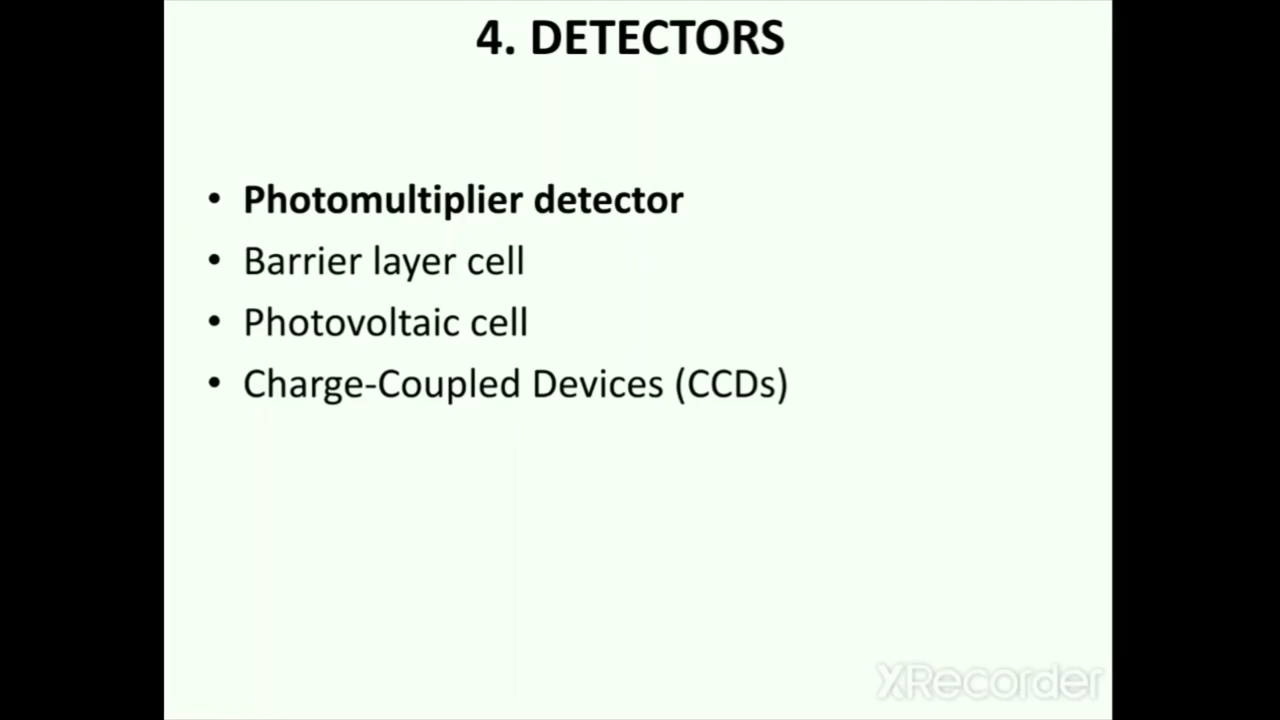 4. DETECTORS
• Photomultiplier detector
• Barrier layer cell
• Photovoltaic cell
• Charge-Coupled Devices (CCDs)
XRecorder